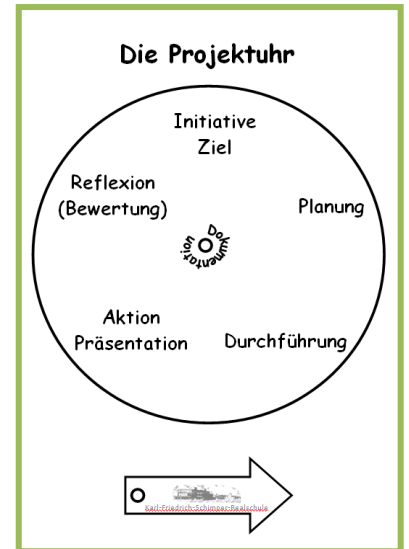 Die Projektuhr
Initiative
Ziel
Reflexion
(Bewertung)
Planung
Dokumentation
Aktion
Präsentation
Durchführung
Karl-Friedrich-Schimper-Realschule